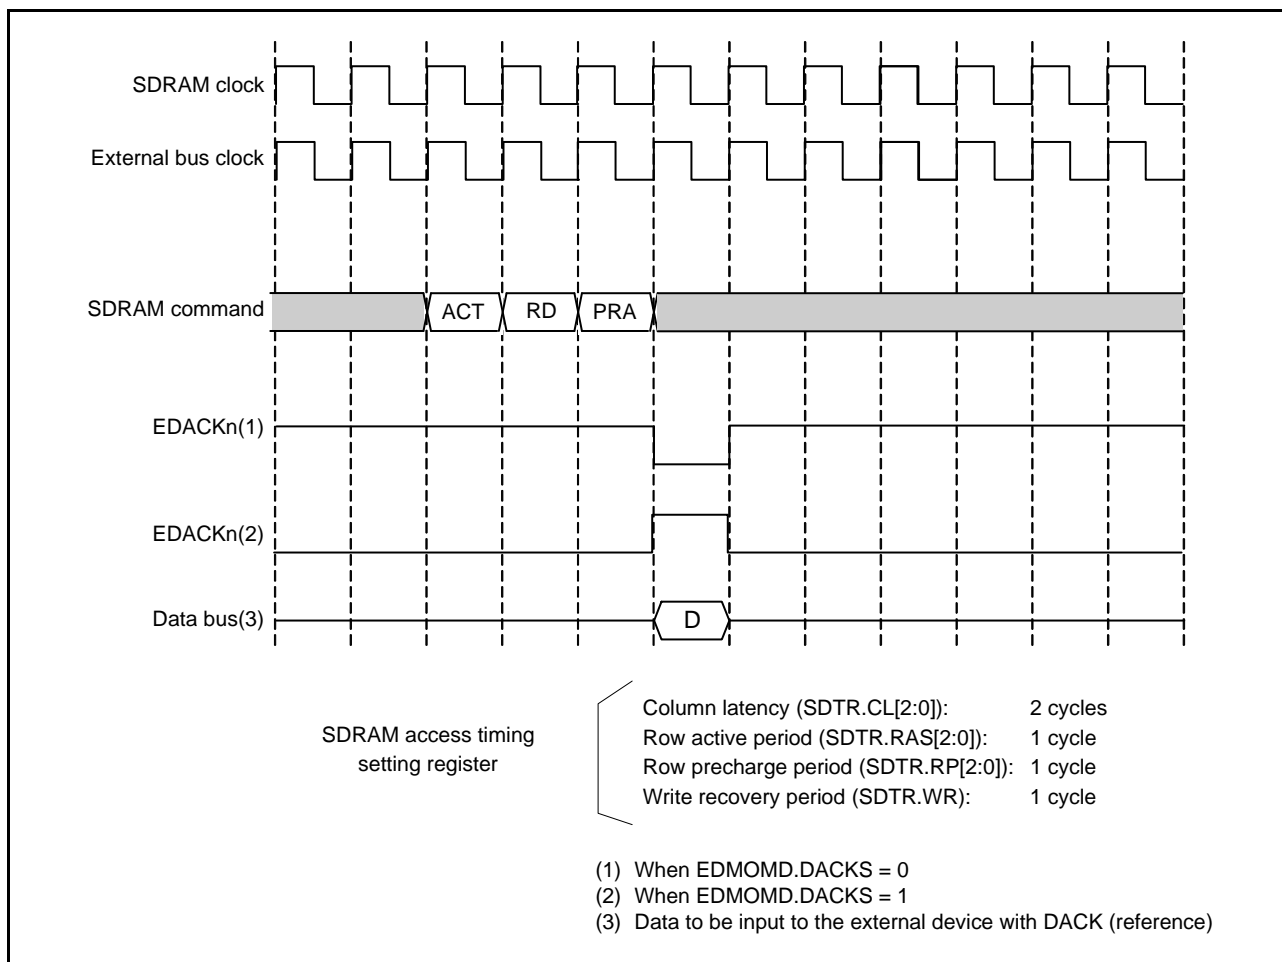 SDRAM clock
External bus clock
SDRAM command
ACT
RD
PRA
EDACKn(1)
EDACKn(2)
Data bus(3)
D
SDRAM access timing
setting register
Column latency (SDTR.CL[2:0]): 2 cycles
Row active period (SDTR.RAS[2:0]): 1 cycle
Row precharge period (SDTR.RP[2:0]): 1 cycle
Write recovery period (SDTR.WR): 1 cycle
(1) When EDMOMD.DACKS = 0
(2) When EDMOMD.DACKS = 1
(3) Data to be input to the external device with DACK (reference)